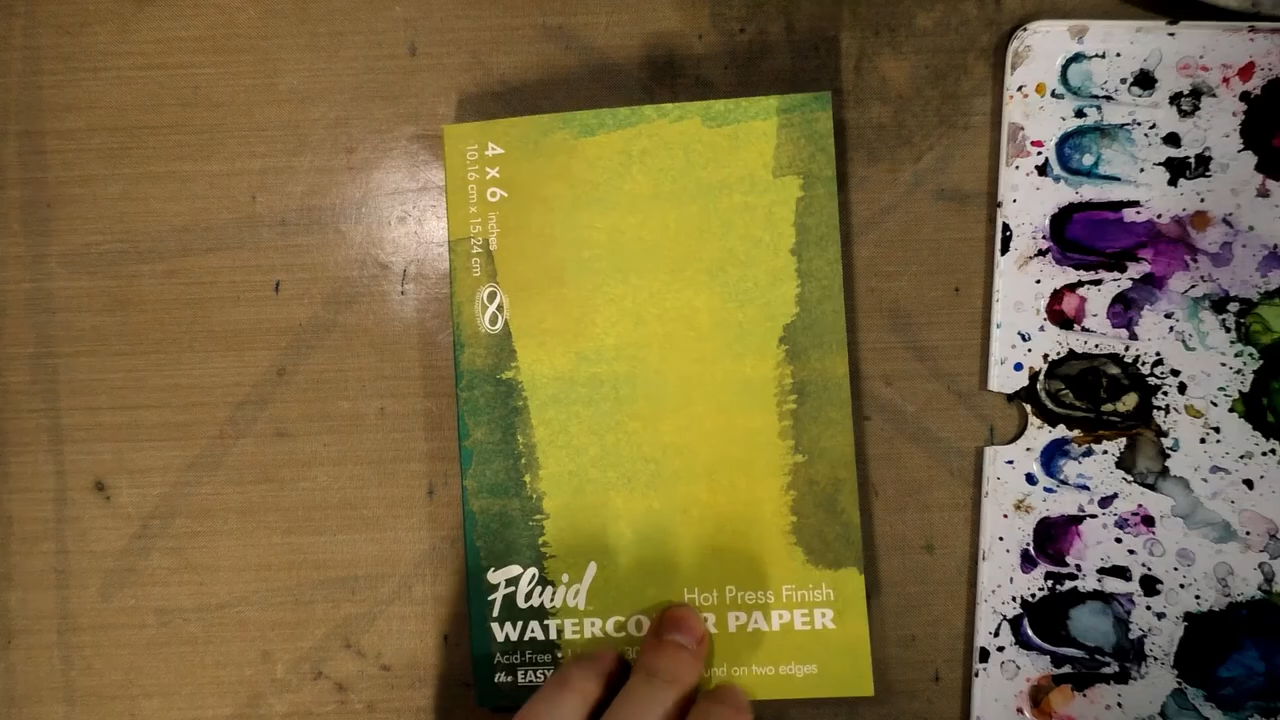 4 x 6 inches
10.16 cm x 15.24 cm
Fluid
Hot Press Finish
WATERCO R PAPER
Acid-Free • 30 und on two edges
the EASY